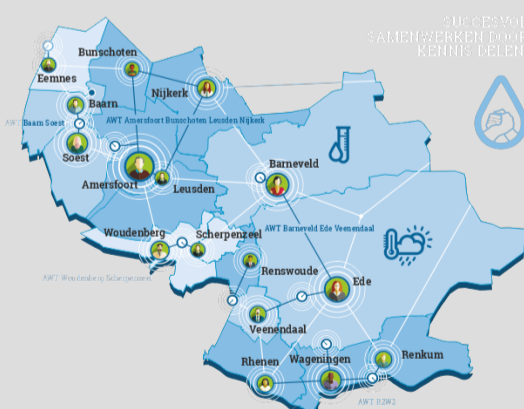 SUCCESVOL
SAMENWERKEN DOOR
KENNIS DELEN
Bunschoten
Eemnes
Nijkerk
Baarn
AWT Baarn Soest
AWT Amersfoort Bunschoten Leusden Nijkerk
Soest
Barneveld
Amersfoort
Leusden
Woudenberg
Scherpenzeel
AWT Barneveld Ede Veenendaal
AWT Woudenberg Scherpenzeel
Renswoude
Ede
Veenendaal
Rhenen
Wageningen
Renkum
AWT R2W2